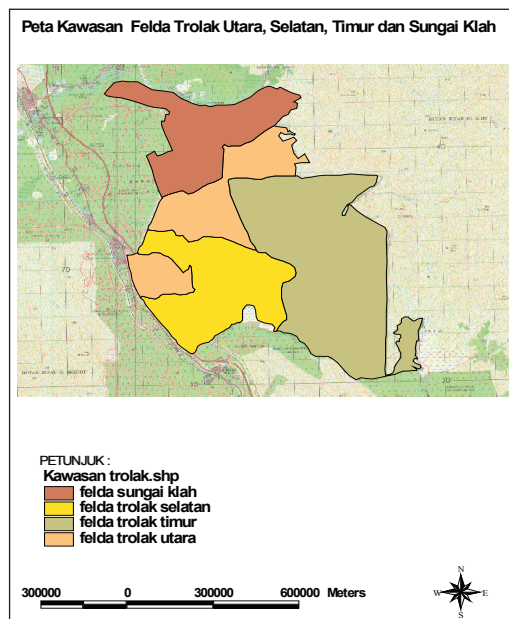 Peta Kawasan Felda Trolak Utara, Selatan, Timur dan Sungai Klah
70
PETUNJUK :
Kawasan trolak.shp
felda sungai klah
felda trolak selatan
felda trolak timur
felda trolak utara
300000 0 300000 600000 Meters
N
W E
S